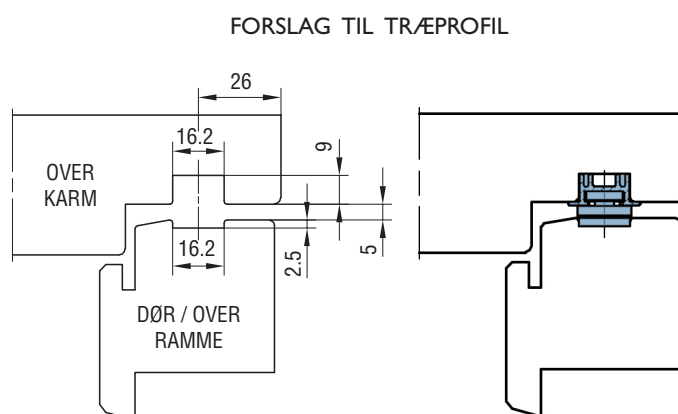 FORSLAG TIL TRÆPROFIL
26
16.2
9
OVER
KARM
16.2
2.5
5
DØR / OVER
RAMME